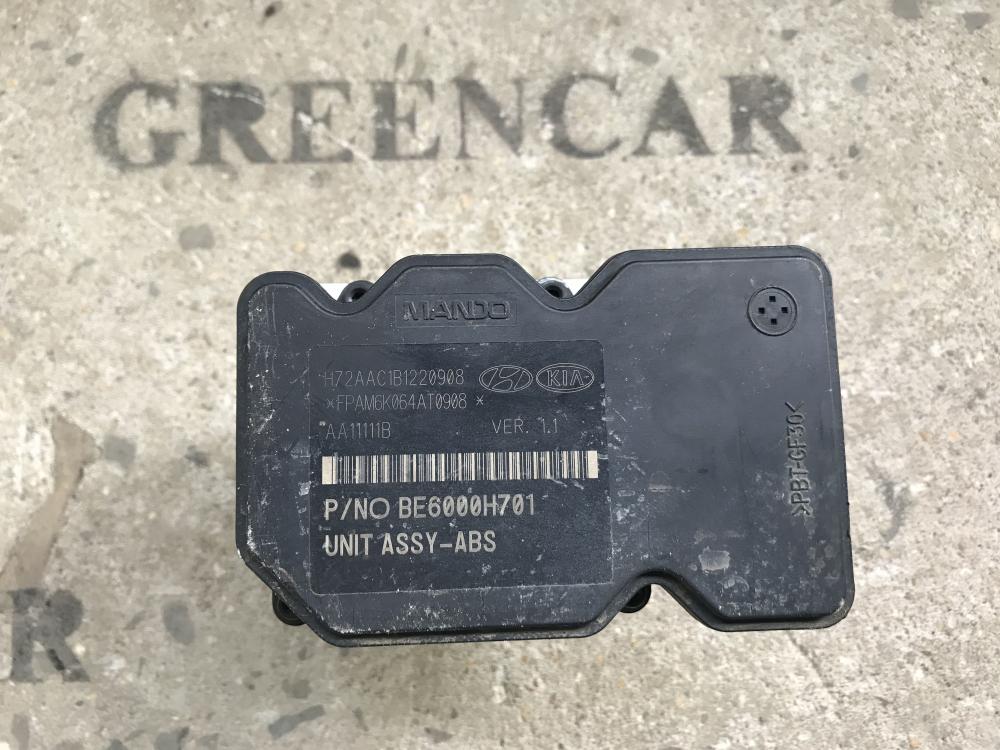 GREENCAR
MANDO
H72AAC1B1220908
KIA
*FPAM6K064AT0908 *
AA11111B VER. 1.1
P/NO BE6000H701
UNIT ASSY-ABS
>PBT-GF30<
R